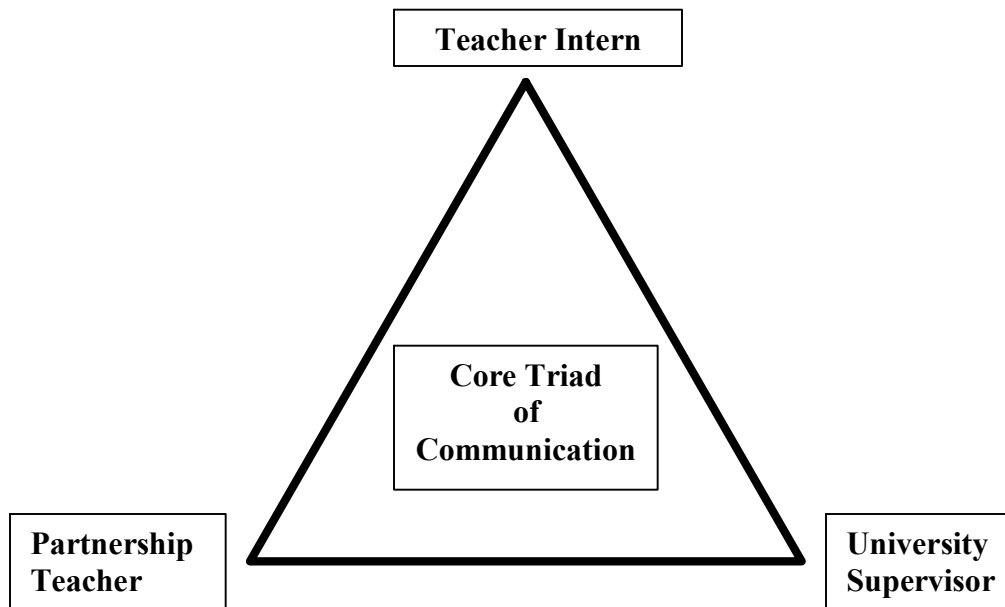 Teacher Intern
Core Triad
of
Communication
Partnership
Teacher
University
Supervisor